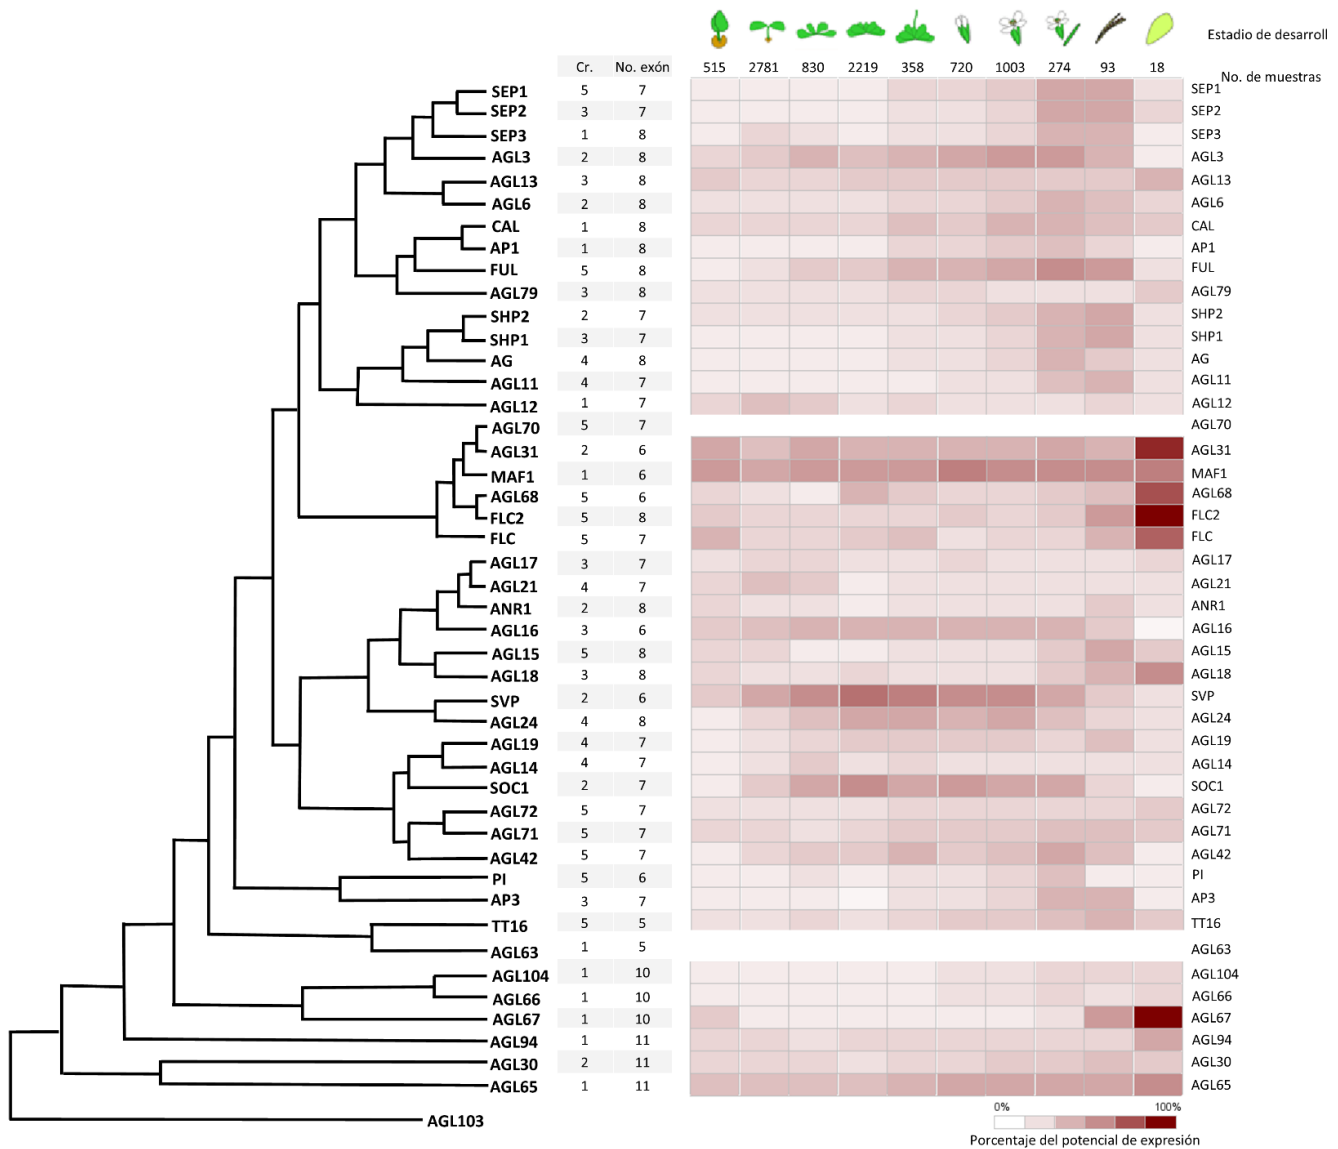 Estadio de desarroll
Cr. No. exón 515 2781 830 2219 358 720 1003 274 93 18
No. de muestras
SEP1 5 7 SEP1
SEP2 3 7 SEP2
SEP3 1 8 SEP3
AGL3 2 8 AGL3
AGL13 3 8 AGL13
AGL6 2 8 AGL6
CAL 1 8 CAL
AP1 1 8 AP1
FUL 5 8 FUL
AGL79 3 8 AGL79
SHP2 2 7 SHP2
SHP1 3 7 SHP1
AG 4 8 AG
AGL11 4 7 AGL11
AGL12 1 7 AGL12
AGL70 5 7 AGL70
AGL31 2 6 AGL31
MAF1 1 6 MAF1
AGL68 5 6 AGL68
FLC2 5 8 FLC2
FLC 5 7 FLC
AGL17 3 7 AGL17
AGL21 4 7 AGL21
ANR1 2 8 ANR1
AGL16 3 6 AGL16
AGL15 5 8 AGL15
AGL18 3 8 AGL18
SVP 2 6 SVP
AGL24 4 8 AGL24
AGL19 4 7 AGL19
AGL14 4 7 AGL14
SOC1 2 7 SOC1
AGL72 5 7 AGL72
AGL71 5 7 AGL71
AGL42 5 7 AGL42
PI 5 6 PI
AP3 3 7 AP3
TT16 5 5 TT16
AGL63 1 5 AGL63
AGL104 1 10 AGL104
AGL66 1 10 AGL66
AGL67 1 10 AGL67
AGL94 1 11 AGL94
AGL30 2 11 AGL30
AGL65 1 11 AGL65
AGL103
0% 100%
Porcentaje del potencial de expresión